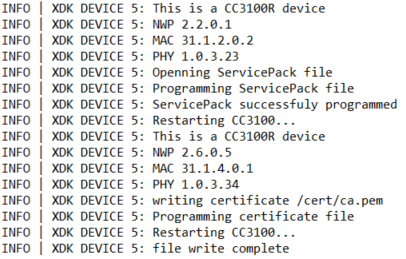 INFO | XDK DEVICE 5: This is a CC3100R device
INFO | XDK DEVICE 5: NWP 2.2.0.1
INFO | XDK DEVICE 5: MAC 31.1.2.0.2
INFO | XDK DEVICE 5: PHY 1.0.3.23
INFO | XDK DEVICE 5: Openning ServicePack file
INFO | XDK DEVICE 5: Programming ServicePack file
INFO | XDK DEVICE 5: ServicePack successfuly programmed
INFO | XDK DEVICE 5: Restarting CC3100...
INFO | XDK DEVICE 5: This is a CC3100R device
INFO | XDK DEVICE 5: NWP 2.6.0.5
INFO | XDK DEVICE 5: MAC 31.1.4.0.1
INFO | XDK DEVICE 5: PHY 1.0.3.34
INFO | XDK DEVICE 5: writing certificate /cert/ca.pem
INFO | XDK DEVICE 5: Programming certificate file
INFO | XDK DEVICE 5: Restarting CC3100...
INFO | XDK DEVICE 5: file write complete